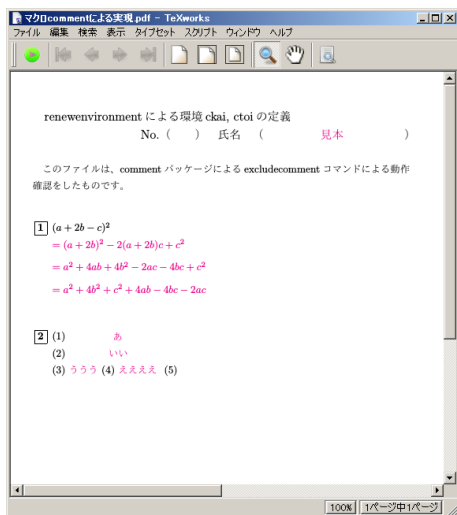 マクロcommentによる実現.pdf - TeXworks
ファイル 編集 検索 表示 タイプセット スクリプト ウィンドウ ヘルプ
renewenvironment による環境 ckai, ctoi の定義
No. (　　) 氏名 (　　見本　　)
このファイルは、comment パッケージによる excludecomment コマンドによる動作
確認をしたものです。
1 (a + 2b − c)²
= (a + 2b)² − 2(a + 2b)c + c²
= a² + 4ab + 4b² − 2ac − 4bc + c²
= a² + 4b² + c² + 4ab − 4bc − 2ac
2 (1) あ
(2) いい
(3) ううう (4) ええええ (5)
100% 1ページ中1ページ